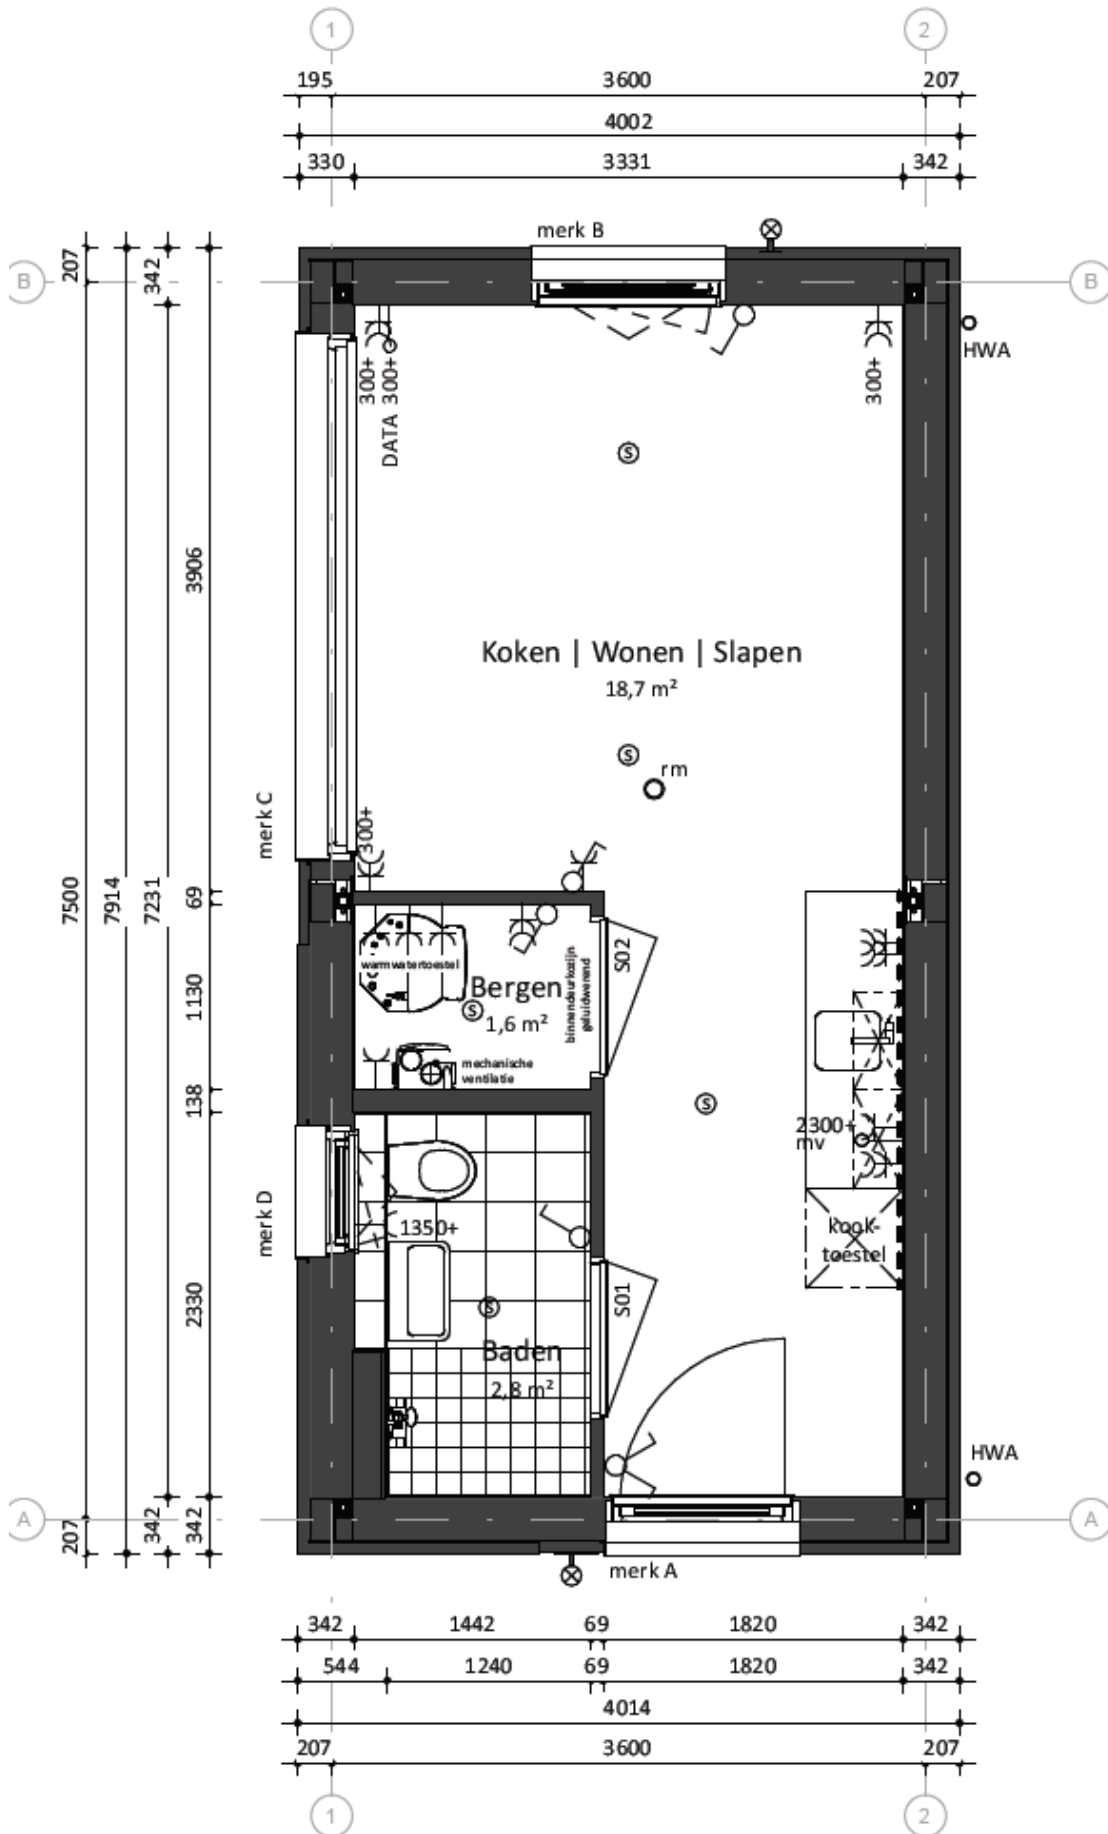 1
2
195
3600
207
4002
330
3331
342
merk B
207
342
B
B
HWA
300+
DATA 300+
300+
3906
Koken | Wonen | Slapen
18,7 m²
rm
merk C
300+
7500
7914
7231
69
warmwatertoestel
Bergen
1,6 m²
binnendeurkozijn
geluidwerend
S02
1130
mechanische
ventilatie
138
2300+
mv
merk D
1350+
kook-
toestel
2330
S01
Baden
2,8 m²
HWA
A
A
207
342
342
merk A
342
1442
69
1820
342
544
1240
69
1820
342
4014
207
3600
207
1
2
S
S
S
S
S